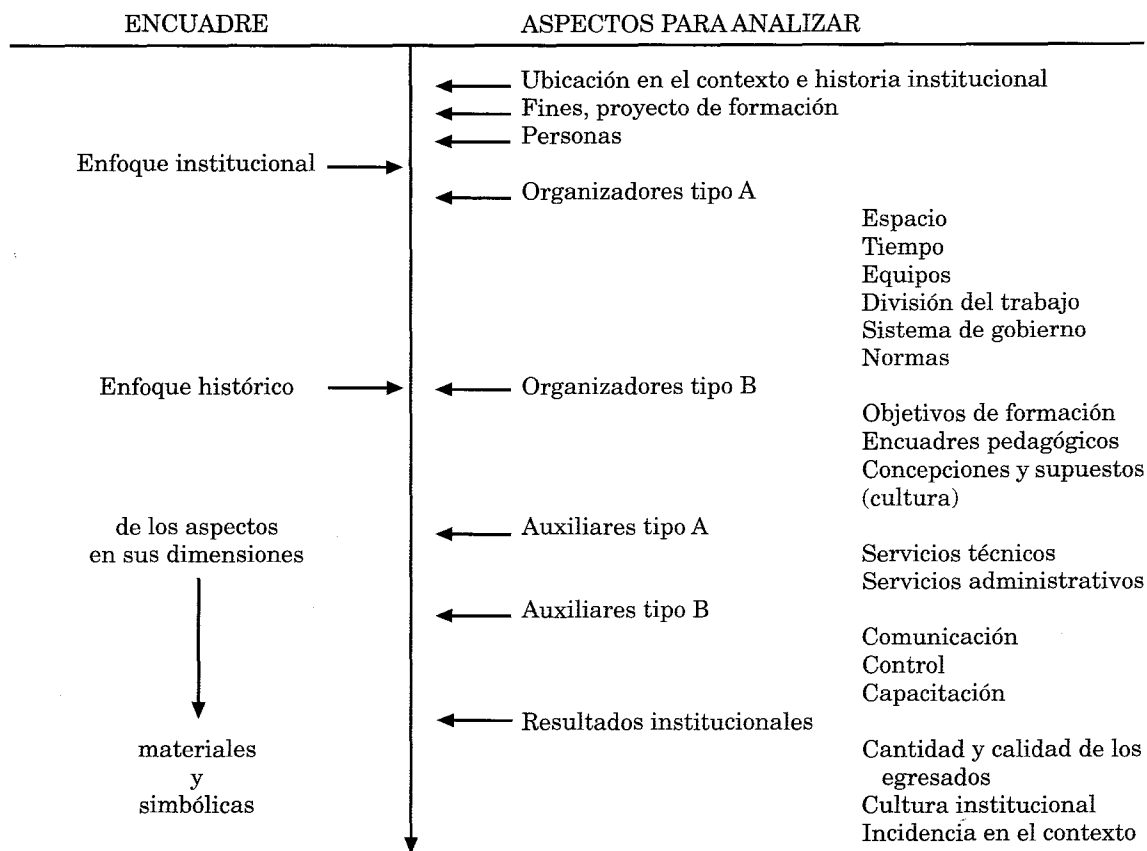 ENCUADRE
ASPECTOS PARA ANALIZAR
Ubicación en el contexto e historia institucional
Fines, proyecto de formación
Personas
Enfoque institucional
Organizadores tipo A
Espacio
Tiempo
Equipos
División del trabajo
Sistema de gobierno
Normas
Enfoque histórico
Organizadores tipo B
Objetivos de formación
Encuadres pedagógicos
Concepciones y supuestos
(cultura)
de los aspectos
en sus dimensiones
Auxiliares tipo A
Servicios técnicos
Servicios administrativos
Auxiliares tipo B
Comunicación
Control
Capacitación
Resultados institucionales
materiales
y
simbólicas
Cantidad y calidad de los
egresados
Cultura institucional
Incidencia en el contexto